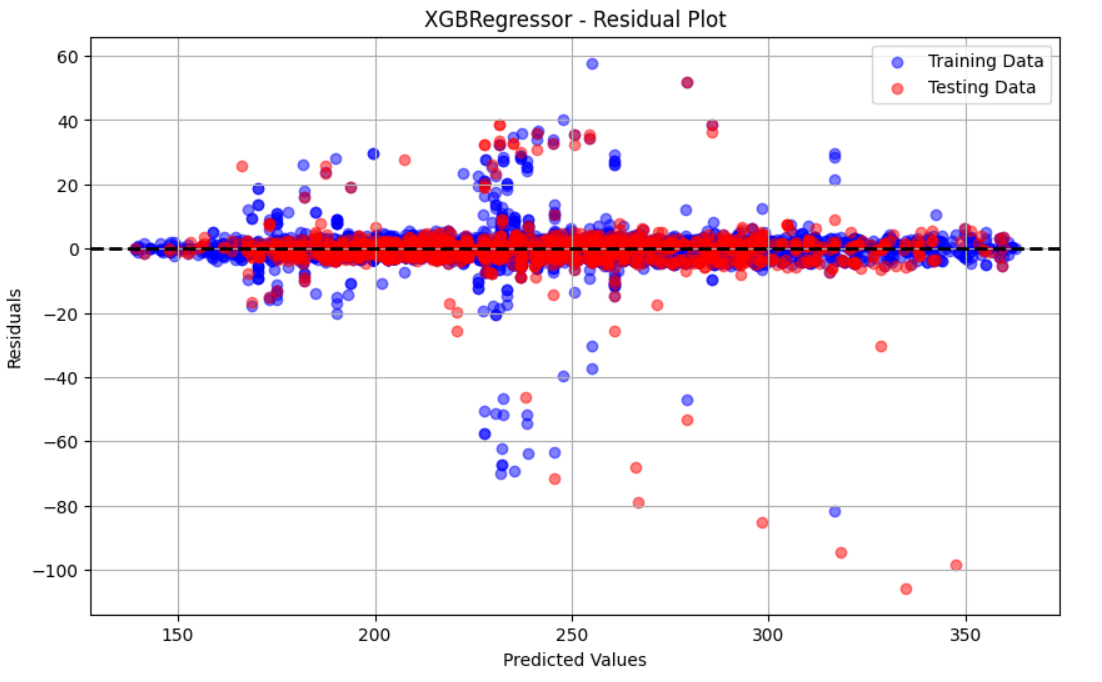 XGBRegressor - Residual Plot
Training Data
Testing Data
60
40
20
0
−20
−40
−60
−80
−100
Residuals
150 200 250 300 350
Predicted Values